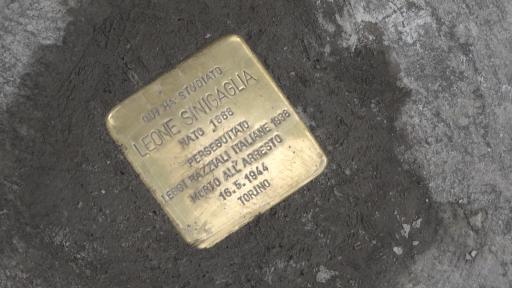 QUI HA STUDIATO
LEONE SINIGAGLIA
NATO 1868
PERSEGUITATO
LEGGI RAZZIALI ITALIANE 1938
MORTO ALL'ARRESTO
16.5.1944
TORINO